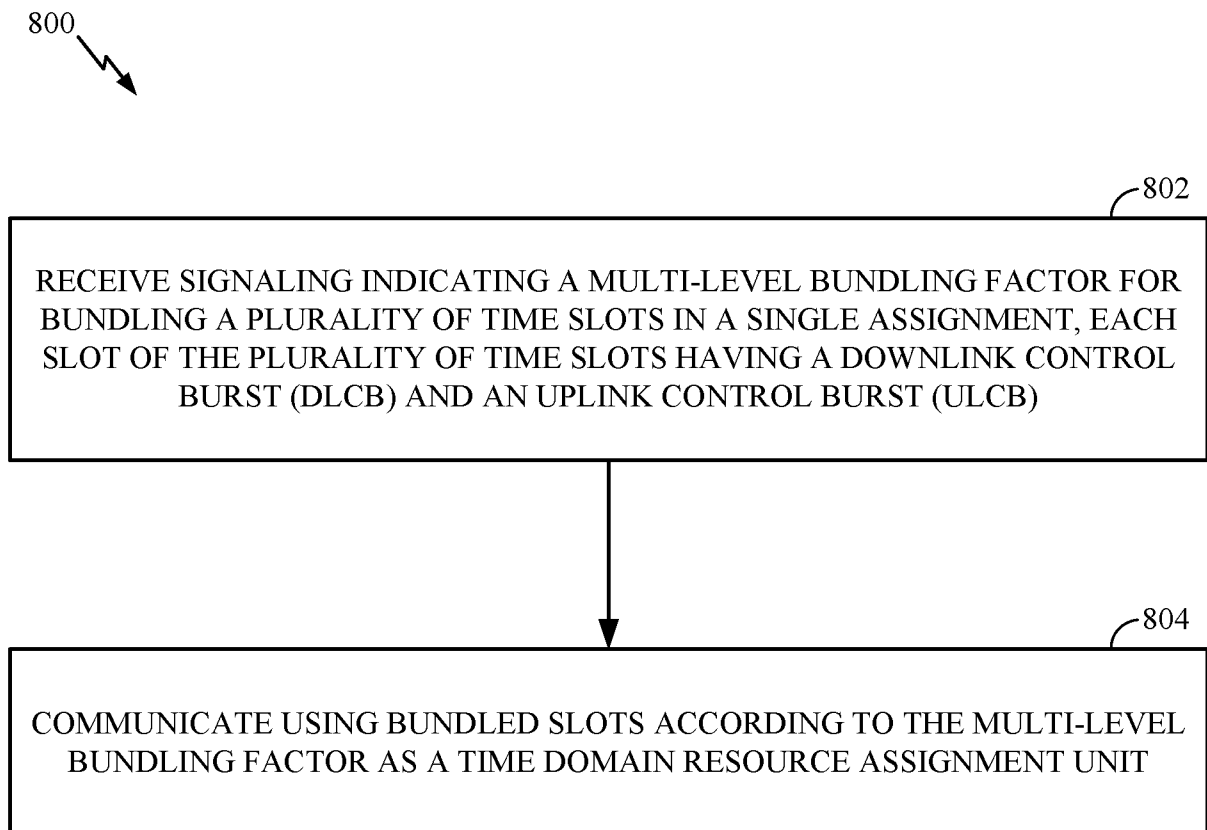 800
802
RECEIVE SIGNALING INDICATING A MULTI-LEVEL BUNDLING FACTOR FOR
BUNDLING A PLURALITY OF TIME SLOTS IN A SINGLE ASSIGNMENT, EACH
SLOT OF THE PLURALITY OF TIME SLOTS HAVING A DOWNLINK CONTROL
BURST (DLCB) AND AN UPLINK CONTROL BURST (ULCB)
804
COMMUNICATE USING BUNDLED SLOTS ACCORDING TO THE MULTI-LEVEL
BUNDLING FACTOR AS A TIME DOMAIN RESOURCE ASSIGNMENT UNIT